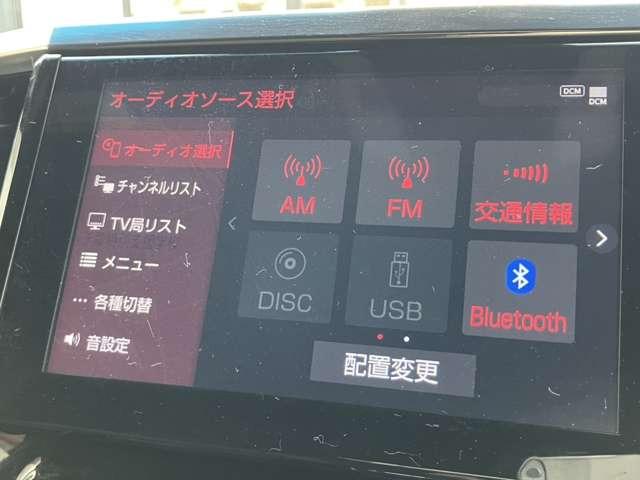 オーディオソース選択
DCM
DCM
オーディオ選択
チャンネルリスト
TV局リスト
メニュー
各種切替
音設定
AM
FM
交通情報
DISC
USB
Bluetooth
配置変更